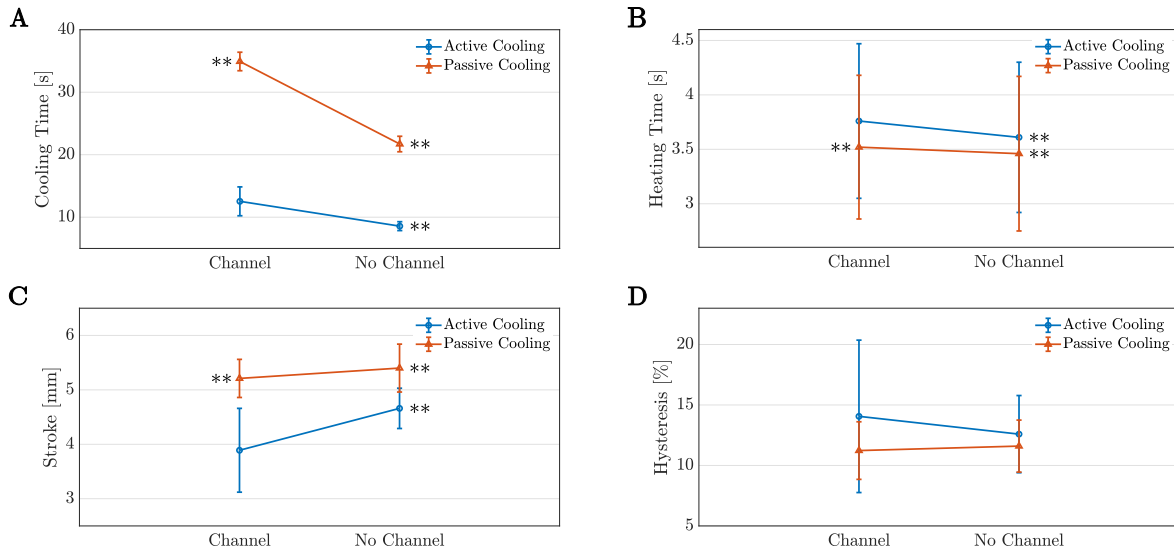 A
Cooling Time [s]
40
30
20
10
Active Cooling
Passive Cooling
**
**
**
Channel
No Channel
B
Heating Time [s]
4.5
4
3.5
3
Active Cooling
Passive Cooling
**
**
**
Channel
No Channel
C
Stroke [mm]
6
5
4
3
Active Cooling
Passive Cooling
**
**
**
Channel
No Channel
D
Hysteresis [%]
20
15
10
5
Active Cooling
Passive Cooling
Channel
No Channel